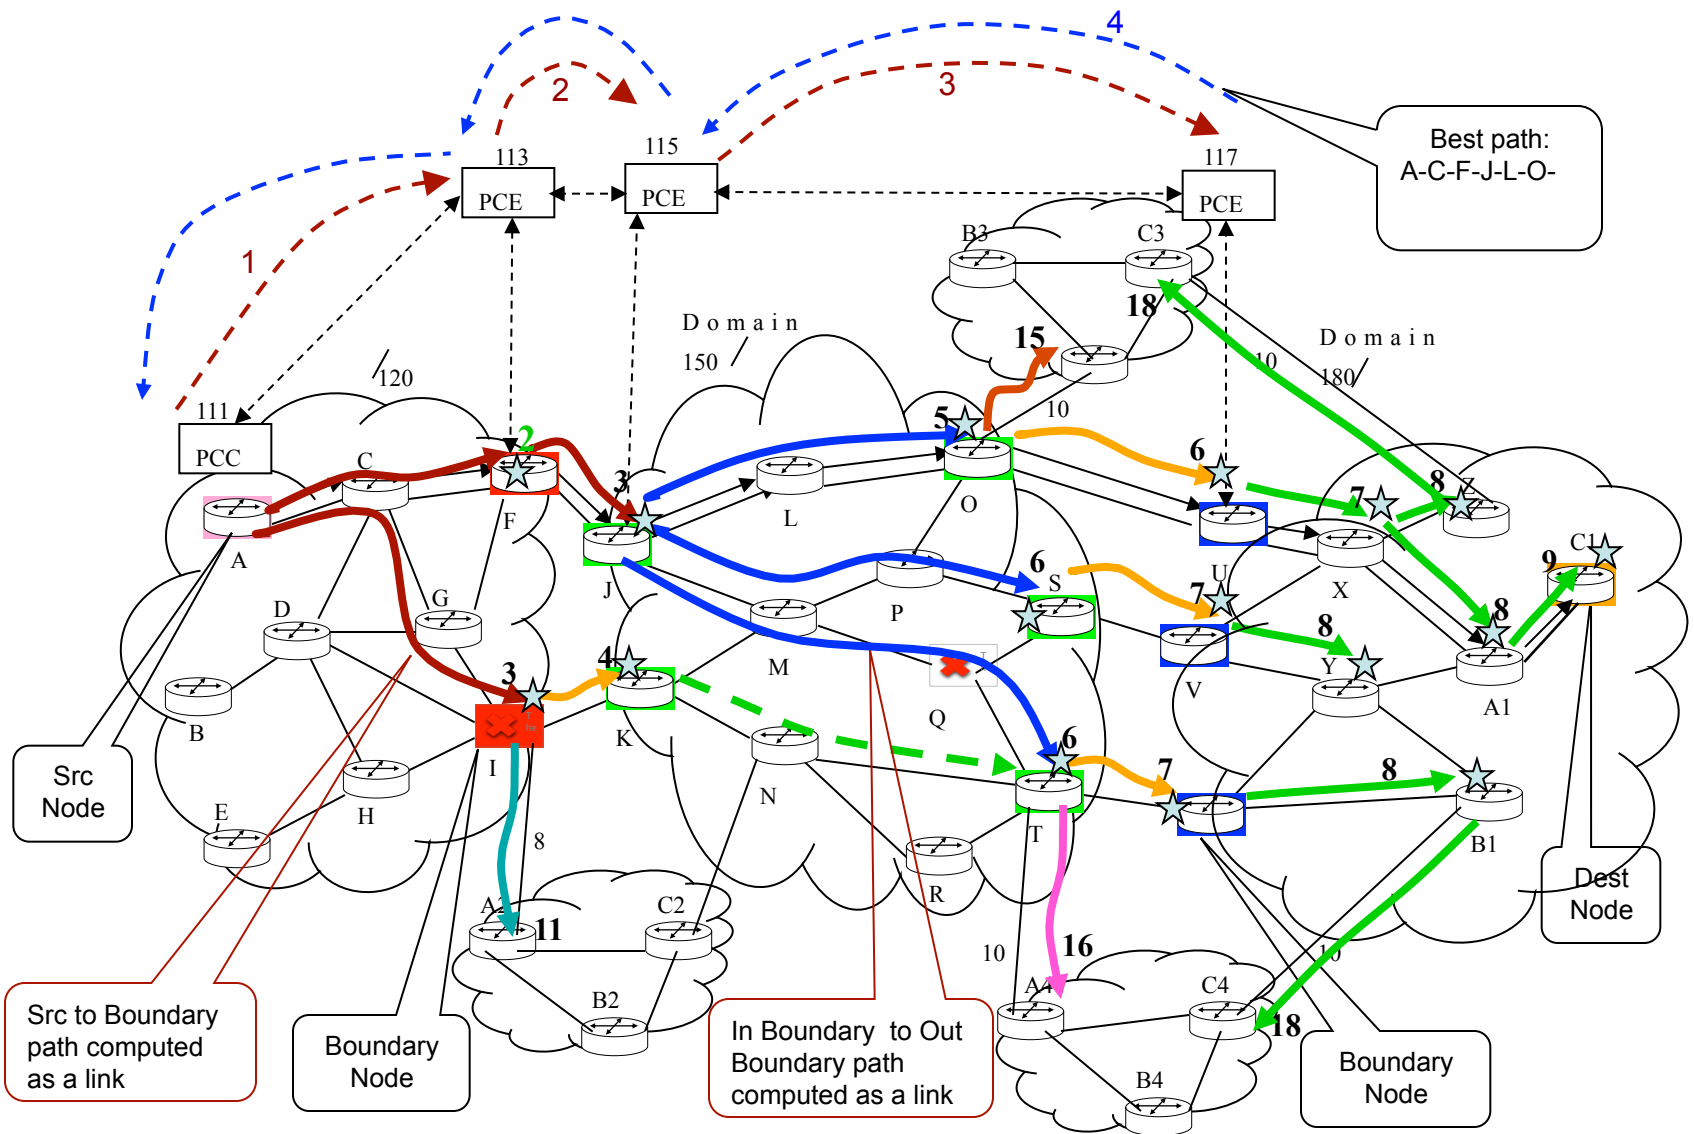 4
2
3
1
Best path:
A-C-F-J-L-O-
113
PCE
115
PCE
117
PCE
111
PCC
120
Domain
150
Domain
180
B3
C3
18
15
10
10
2
3
5
6
7
8
Z
C
A
F
J
L
O
U
X
C1
9
8
A1
D
G
P
6
S
7
V
8
Y
B
3
4
I
K
M
Q
6
7
8
B1
Src
Node
E
H
8
N
T
R
Dest
Node
A2
11
C2
B2
10
16
A4
C4
10
18
B4
Src to Boundary
path computed
as a link
Boundary
Node
In Boundary to Out
Boundary path
computed as a link
Boundary
Node